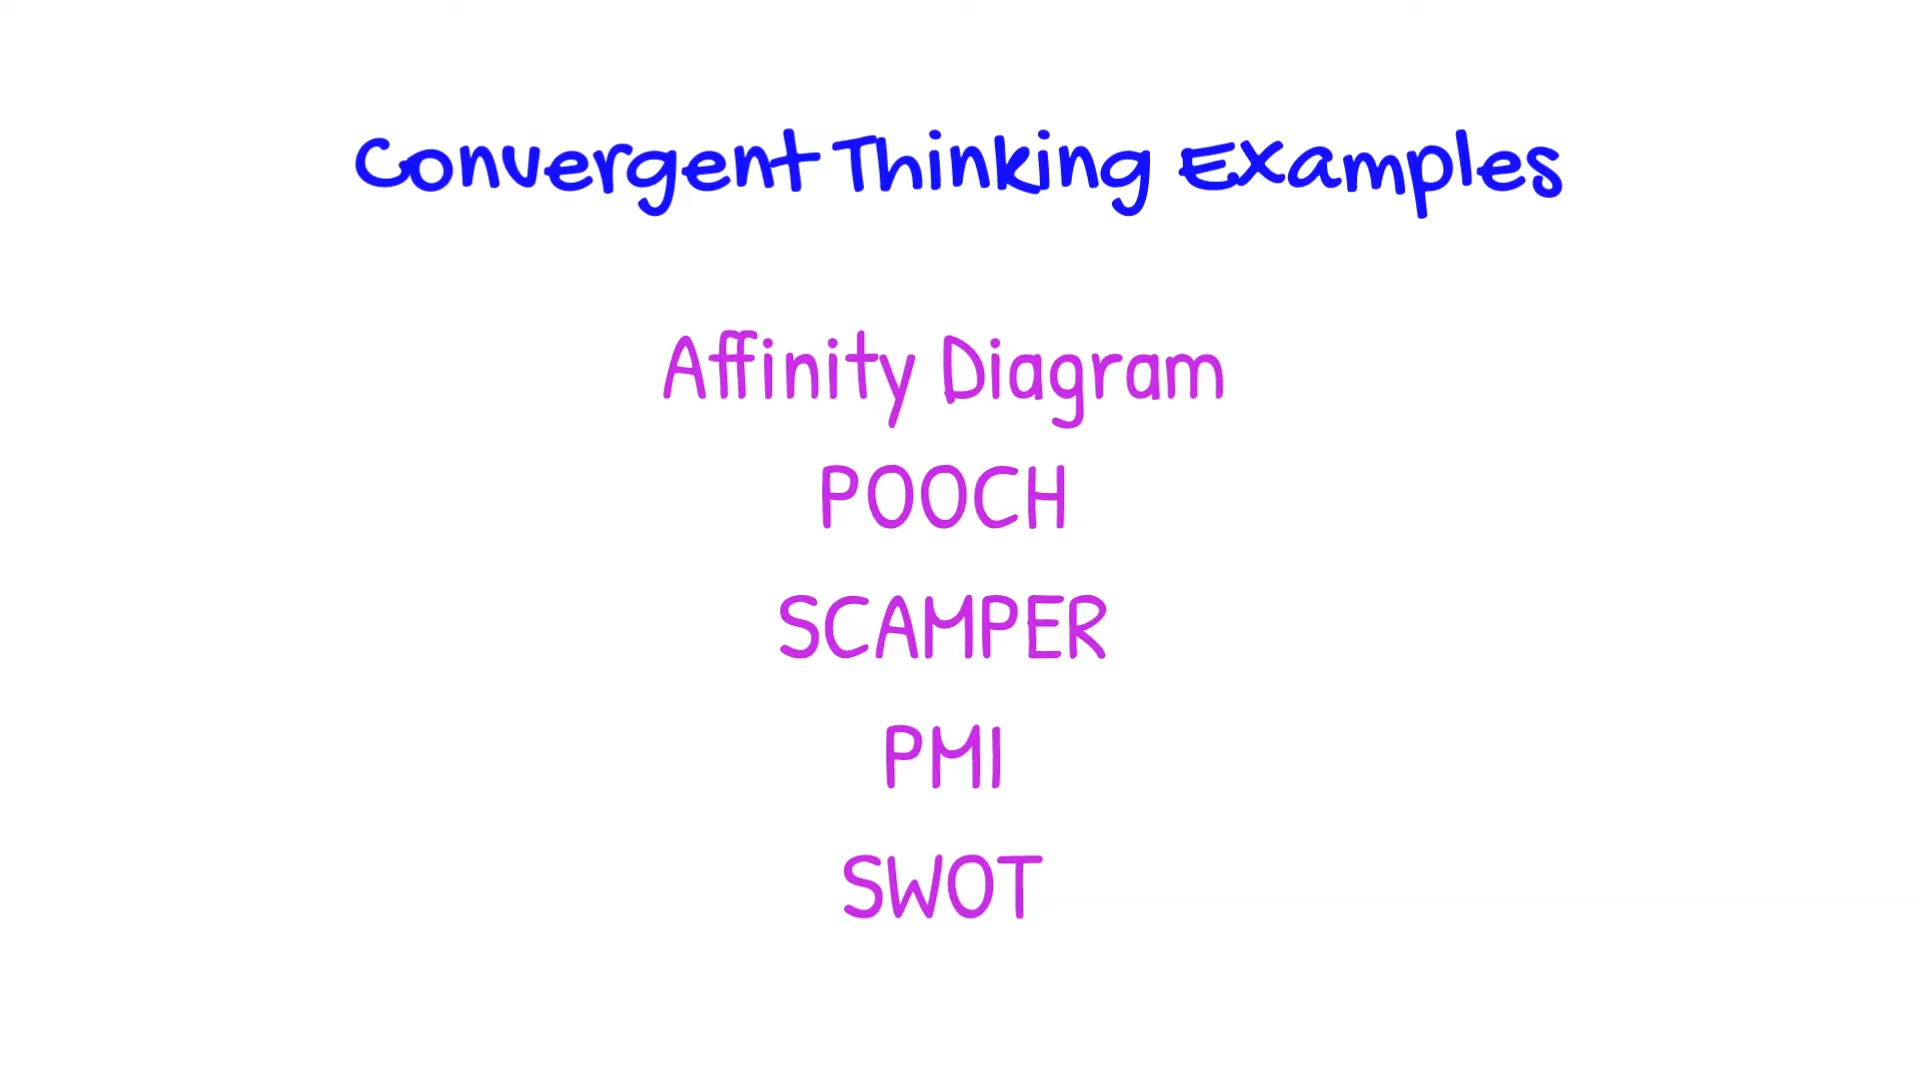 Convergent Thinking Examples
Affinity Diagram
POOCH
SCAMPER
PMI
SWOT